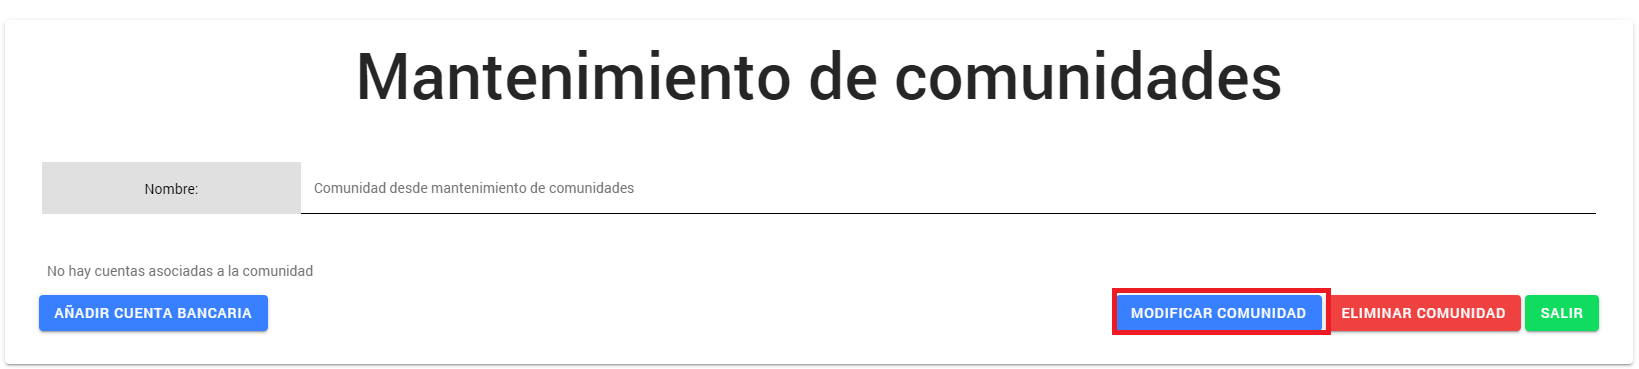 Mantenimiento de comunidades
Nombre: Comunidad desde mantenimiento de comunidades
No hay cuentas asociadas a la comunidad
AÑADIR CUENTA BANCARIA MODIFICAR COMUNIDAD ELIMINAR COMUNIDAD SALIR